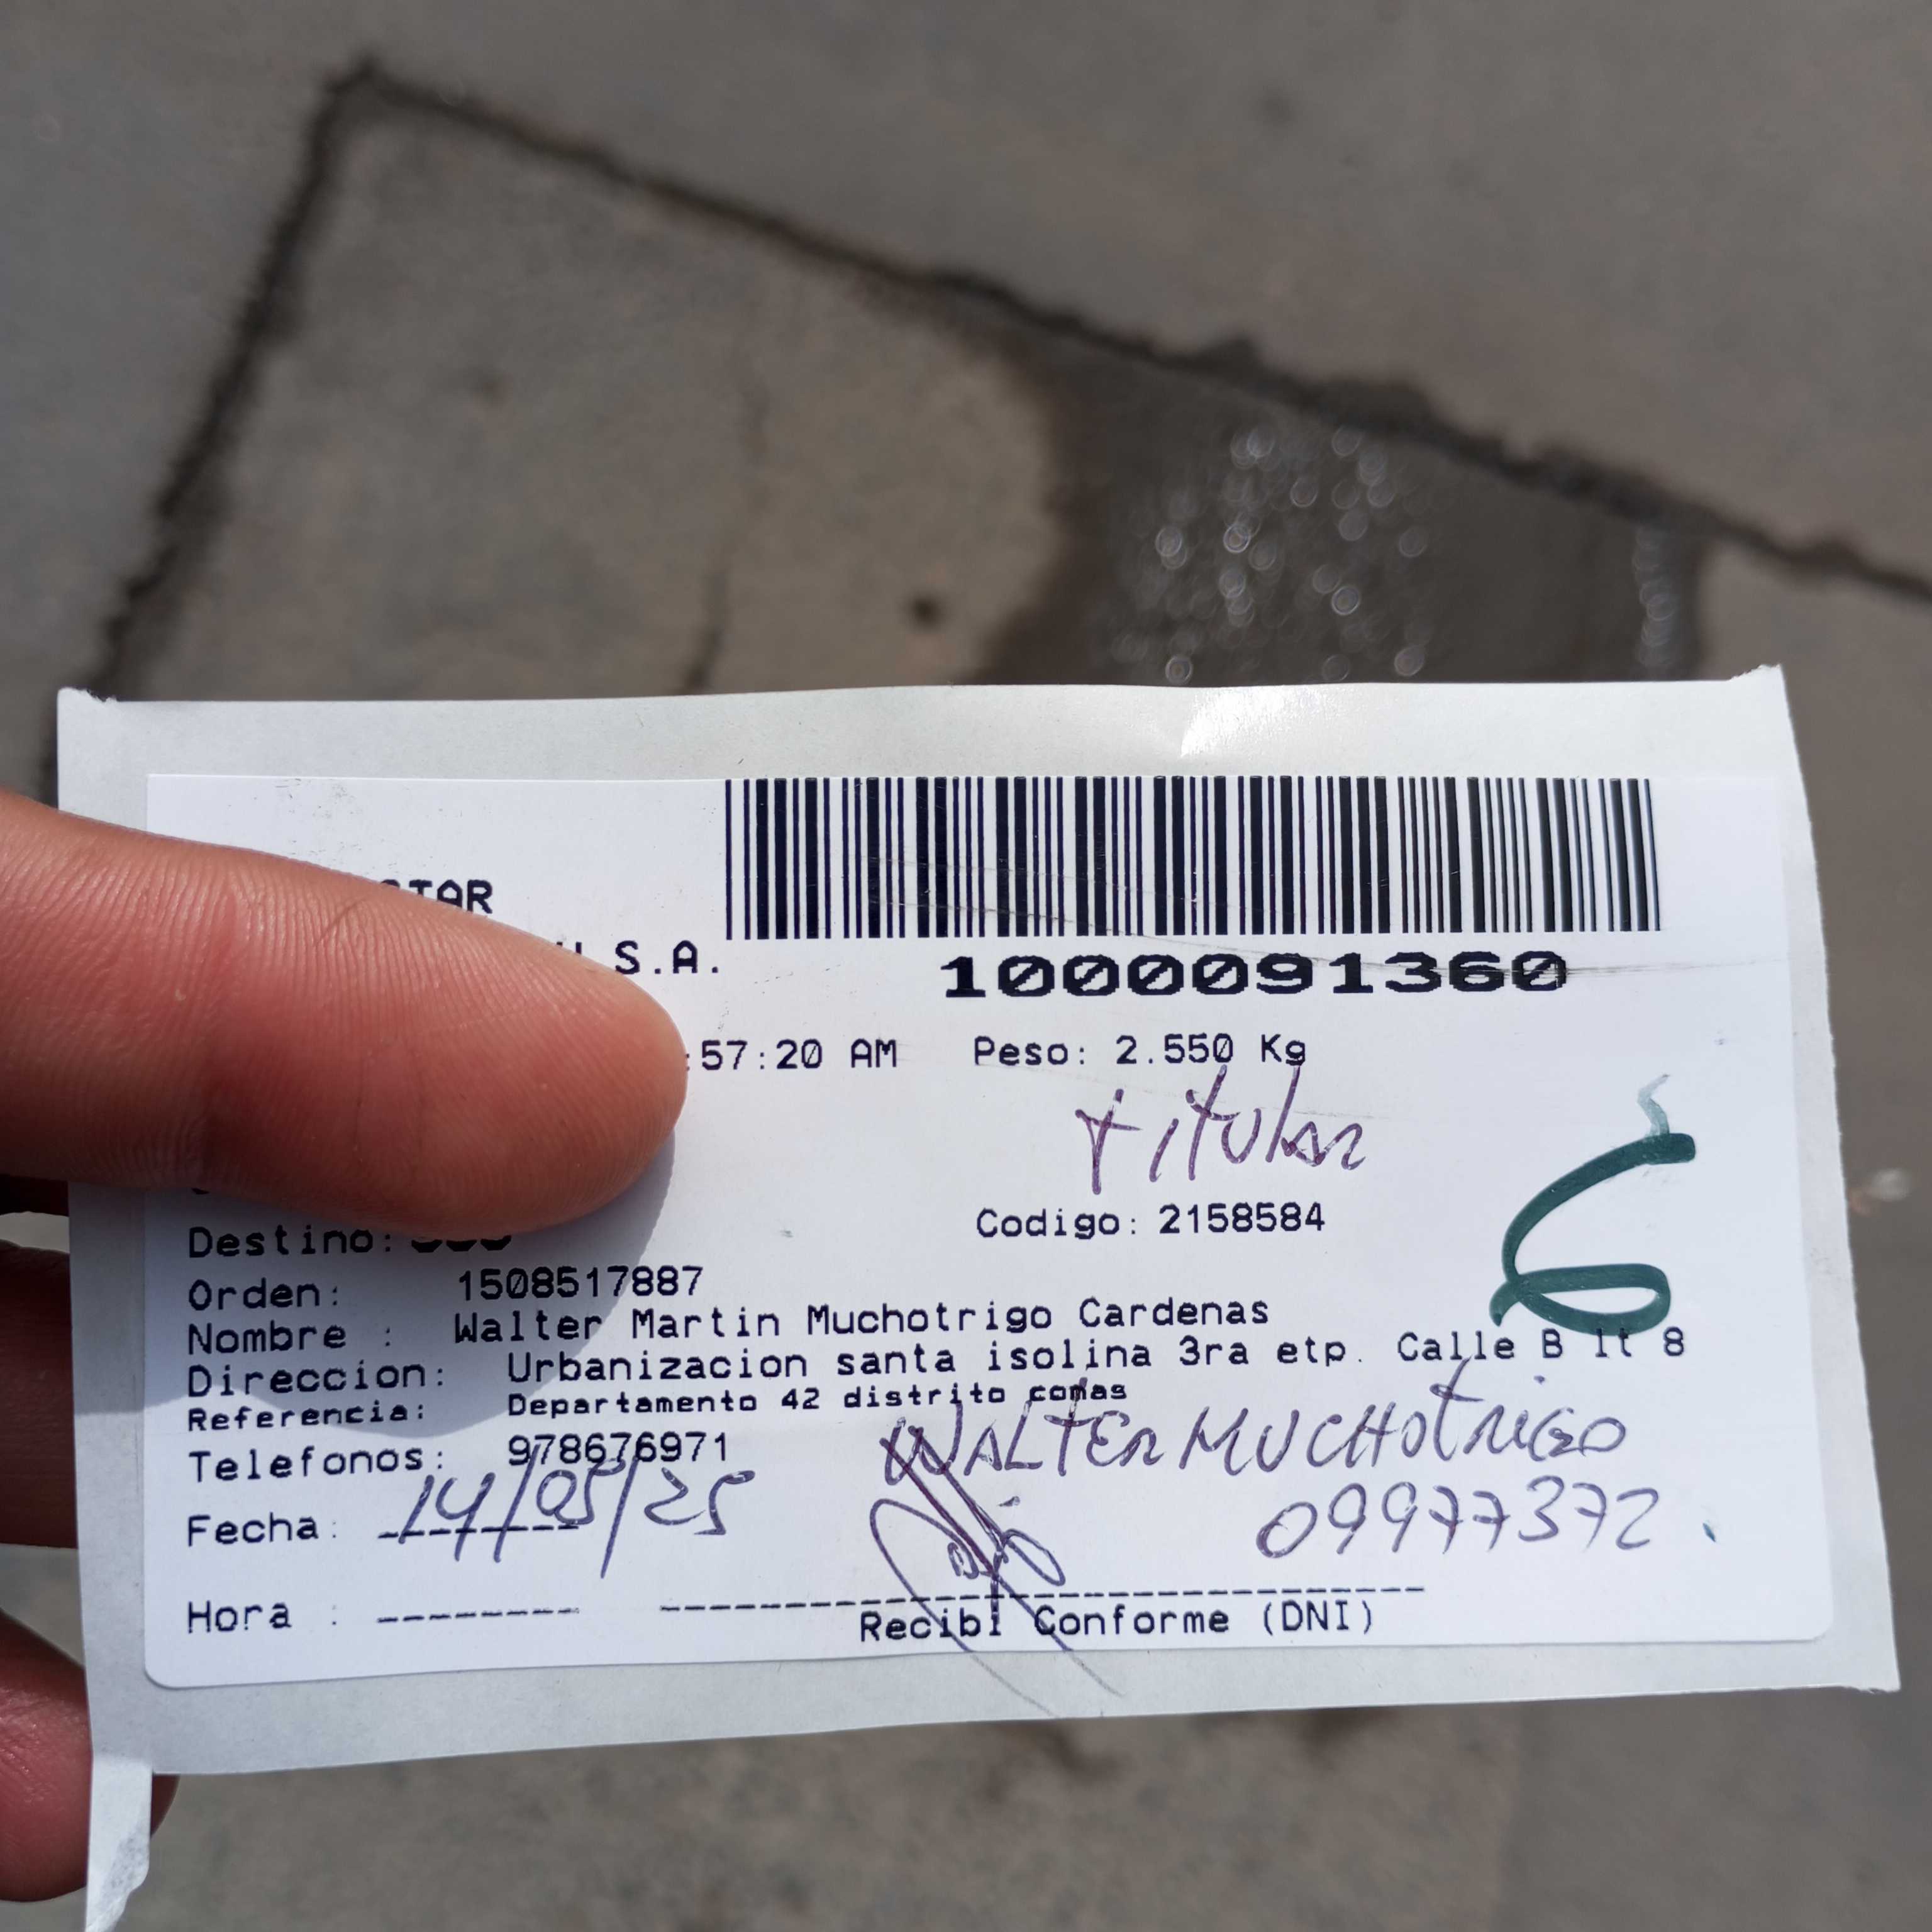 S.A.
1000091360
:57:20 AM Peso: 2.550 Kg
titular
Codigo: 2158584
Destino:
Orden: 1508517887
Nombre : Walter Martin Muchotrigo Cardenas
Direccion: Urbanizacion santa isolina 3ra etp. Calle B lt 8
Referencia: Departamento 42 distrito comas
Telefonos: 978676971
WALTER MUCHOTRIGO
Fecha: 14/05/25
09977372
Hora :
Recibi Conforme (DNI)